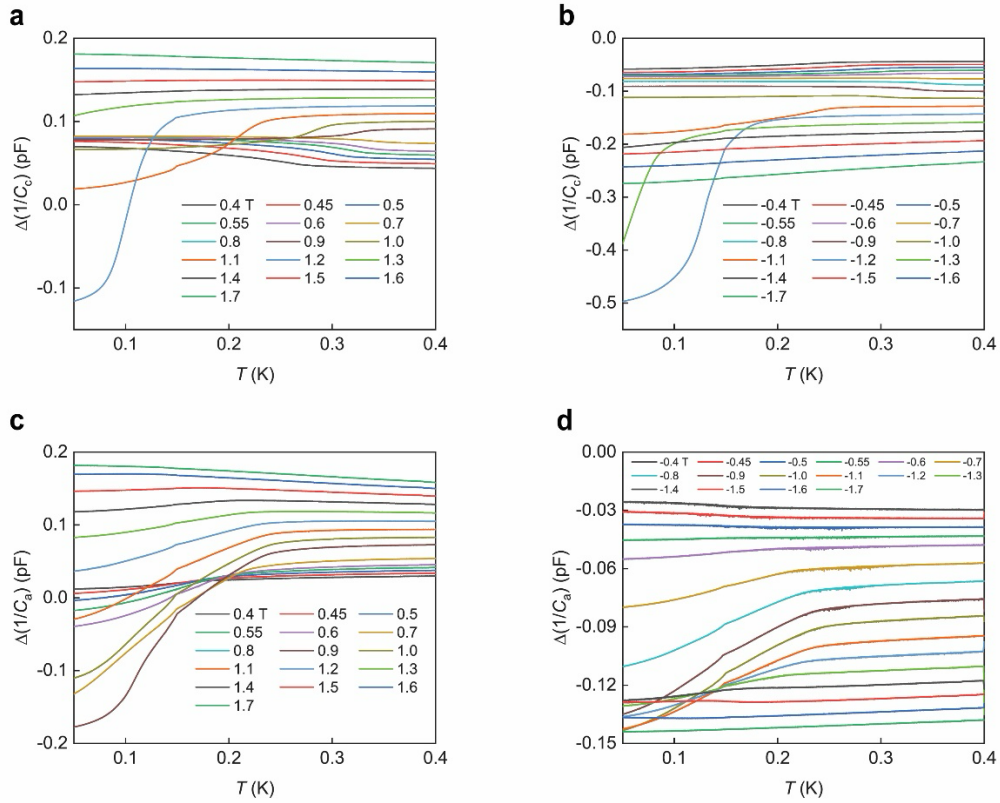 a
0.2
0.1
0.0
-0.1
Δ(1/Cc) (pF)
0.4 T 0.45 0.5
0.55 0.6 0.7
0.8 0.9 1.0
1.1 1.2 1.3
1.4 1.5 1.6
1.7
0.1 0.2 0.3 0.4
T (K)
b
0.0
-0.1
-0.2
-0.3
-0.4
-0.5
Δ(1/Cc) (pF)
-0.4 T -0.45 -0.5
-0.55 -0.6 -0.7
-0.8 -0.9 -1.0
-1.1 -1.2 -1.3
-1.4 -1.5 -1.6
-1.7
0.1 0.2 0.3 0.4
T (K)
c
0.2
0.1
0.0
-0.1
-0.2
Δ(1/Ca) (pF)
0.4 T 0.45 0.5
0.55 0.6 0.7
0.8 0.9 1.0
1.1 1.2 1.3
1.4 1.5 1.6
1.7
0.1 0.2 0.3 0.4
T (K)
d
0.00
-0.03
-0.06
-0.09
-0.12
-0.15
Δ(1/Ca) (pF)
-0.4 T -0.45 -0.5 -0.55 -0.6 -0.7
-0.8 -0.9 -1.0 -1.1 -1.2 -1.3
-1.4 -1.5 -1.6 -1.7
0.1 0.2 0.3 0.4
T (K)